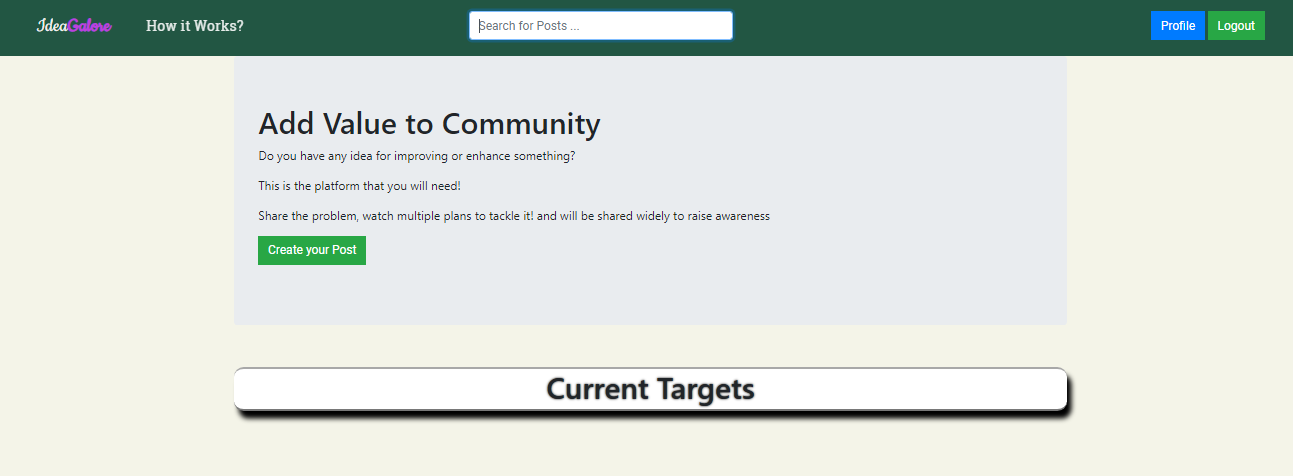 IdeaGalore How it Works? Search for Posts ... Profile Logout
Add Value to Community
Do you have any idea for improving or enhance something?
This is the platform that you will need!
Share the problem, watch multiple plans to tackle it! and will be shared widely to raise awareness
Create your Post
Current Targets